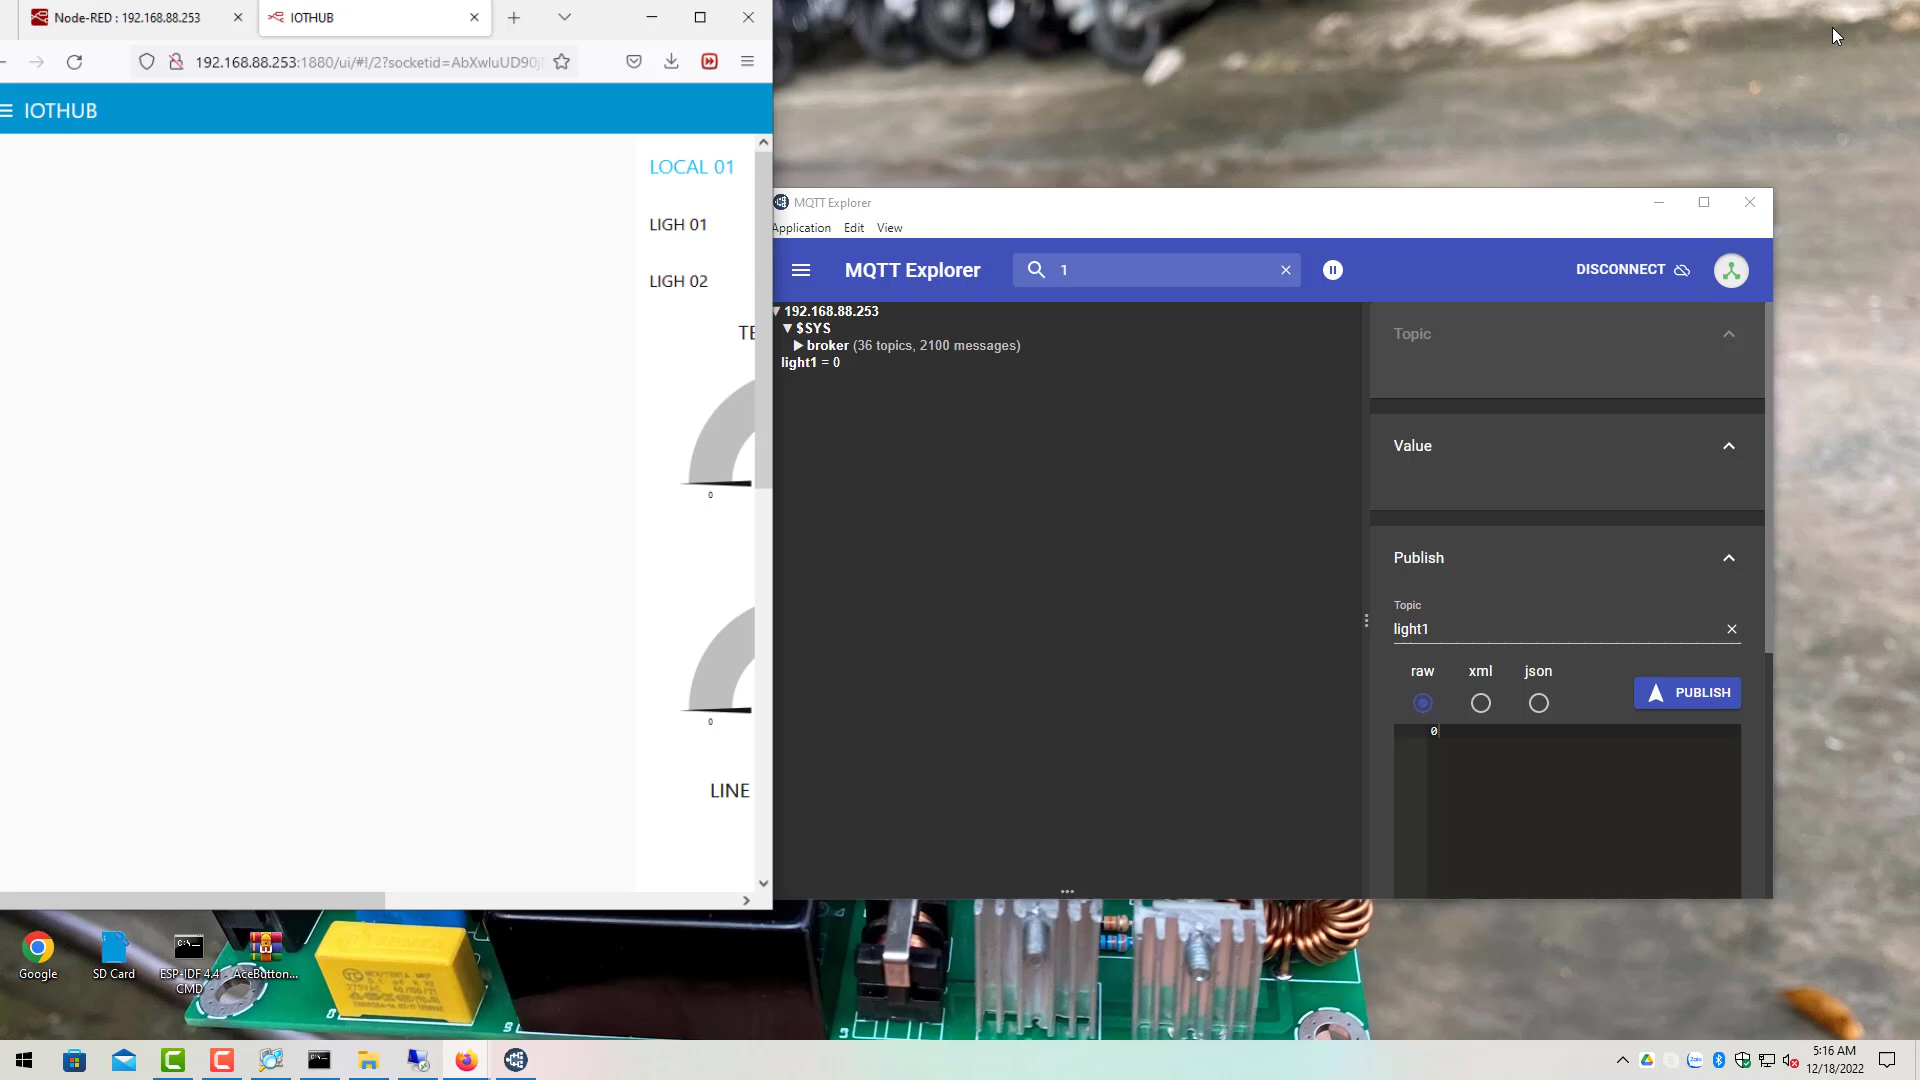 Node-RED : 192.168.88.253
IOTHUB
192.168.88.253:1880/ui/#!/2?socketid=AbXwluUD90j
IOTHUB
LOCAL 01
LIGH 01
LIGH 02
TE
0
0
LINE
MQTT Explorer
Application Edit View
MQTT Explorer
1
DISCONNECT
192.168.88.253
$SYS
broker (36 topics, 2100 messages)
light1 = 0
Topic
Value
Publish
Topic
light1
raw xml json
PUBLISH
0
Google
SD Card
ESP-IDF 4.4 CMD
AceButton...
Zalo
5:16 AM
12/18/2022